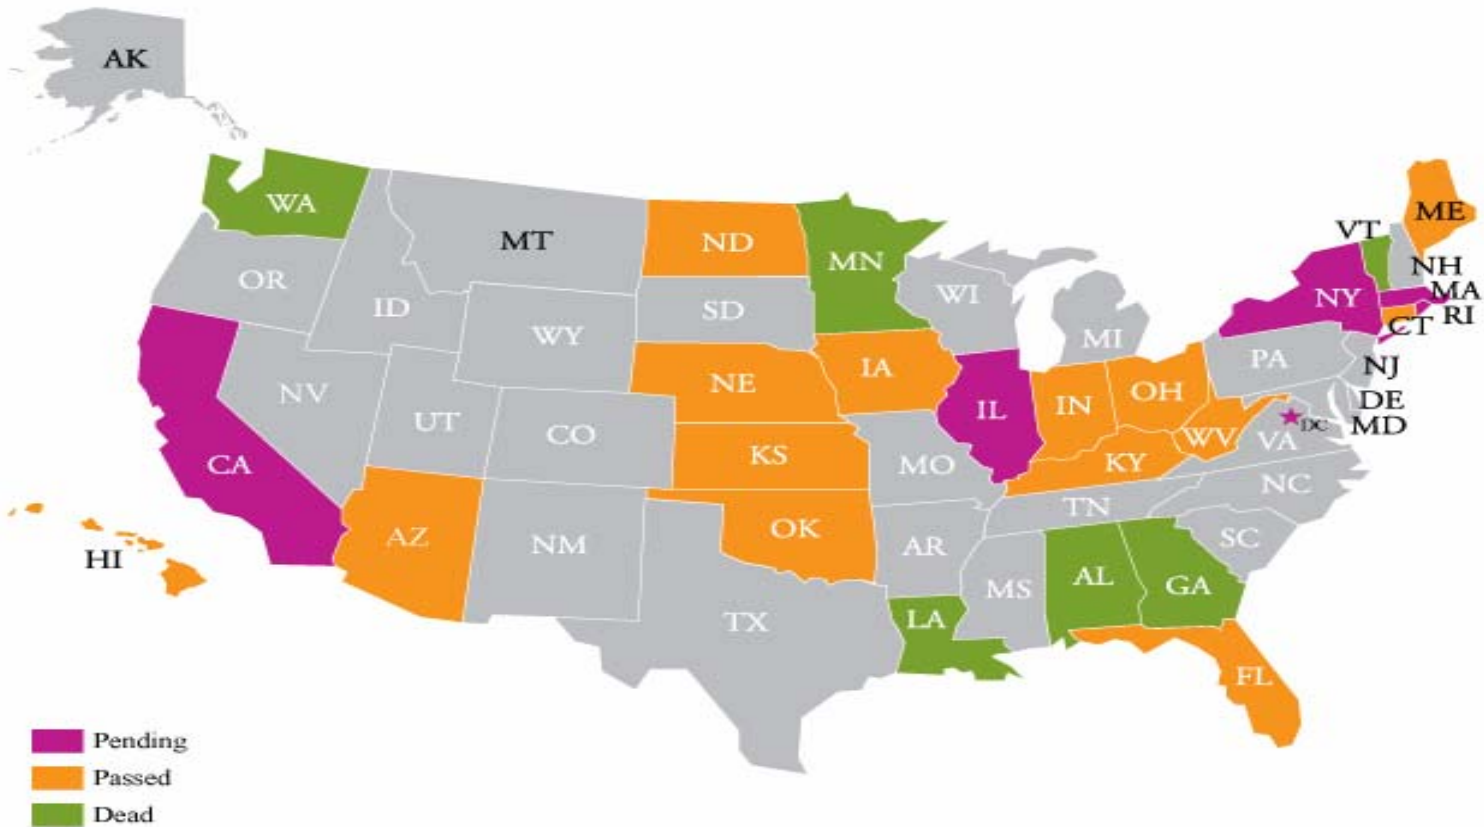 AK
WA
MT
ND
MN
VT
ME
OR
ID
WY
SD
WI
MI
NY
NH
MA
RI
CT
NV
UT
CO
NE
IA
IL
IN
OH
PA
NJ
DE
MD
DC
CA
KS
MO
KY
WV
VA
HI
AZ
NM
OK
AR
TN
NC
SC
TX
LA
MS
AL
GA
FL
Pending
Passed
Dead